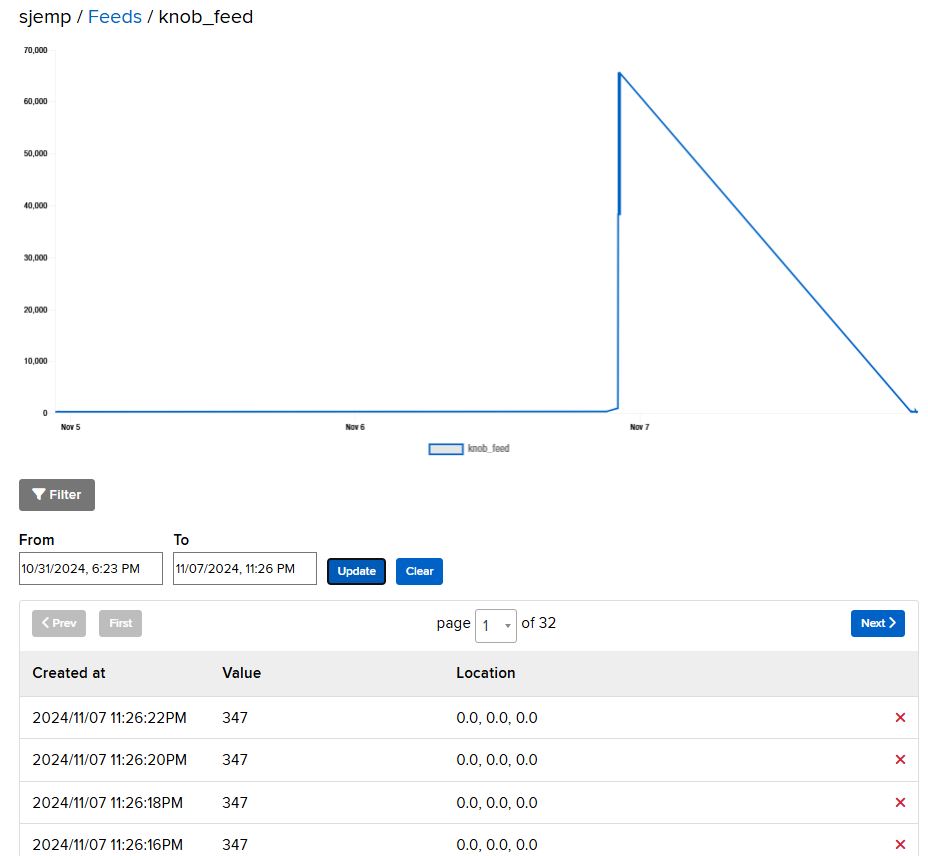 sjemp / Feeds / knob_feed
70,000
60,000
50,000
40,000
30,000
20,000
10,000
0
Nov 5 Nov 6 Nov 7
knob_feed
Filter
From To
10/31/2024, 6:23 PM 11/07/2024, 11:26 PM Update Clear
Prev First page 1 of 32 Next
Created at Value Location
2024/11/07 11:26:22PM 347 0.0, 0.0, 0.0
2024/11/07 11:26:20PM 347 0.0, 0.0, 0.0
2024/11/07 11:26:18PM 347 0.0, 0.0, 0.0
2024/11/07 11:26:16PM 347 0.0, 0.0, 0.0